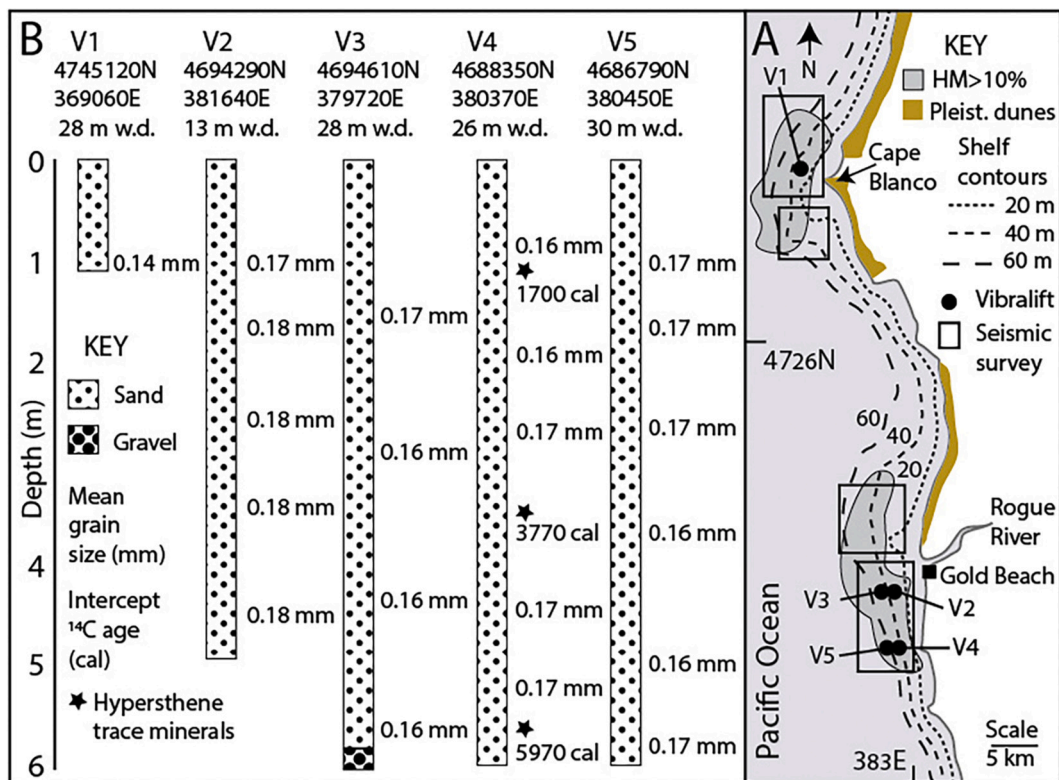 B
V1
4745120N
369060E
28 m w.d.
V2
4694290N
381640E
13 m w.d.
V3
4694610N
379720E
28 m w.d.
V4
4688350N
380370E
26 m w.d.
V5
4686790N
380450E
30 m w.d.
Depth (m)
0
1
2
3
4
5
6
0.14 mm
KEY
Sand
Gravel
Mean
grain
size (mm)
Intercept
¹⁴C age
(cal)
Hypersthene
trace minerals
0.17 mm
0.18 mm
0.18 mm
0.18 mm
0.18 mm
0.17 mm
0.16 mm
0.16 mm
0.16 mm
0.16 mm
1700 cal
0.16 mm
0.17 mm
3770 cal
0.17 mm
0.17 mm
5970 cal
0.17 mm
0.17 mm
0.17 mm
0.16 mm
0.16 mm
0.17 mm
A
N
V1
Cape
Blanco
4726N
60
40
20
Rogue
River
Gold Beach
V3
V2
V5
V4
Pacific Ocean
383E
Scale
5 km
KEY
HM>10%
Pleist. dunes
Shelf
contours
20 m
40 m
60 m
Vibralift
Seismic
survey